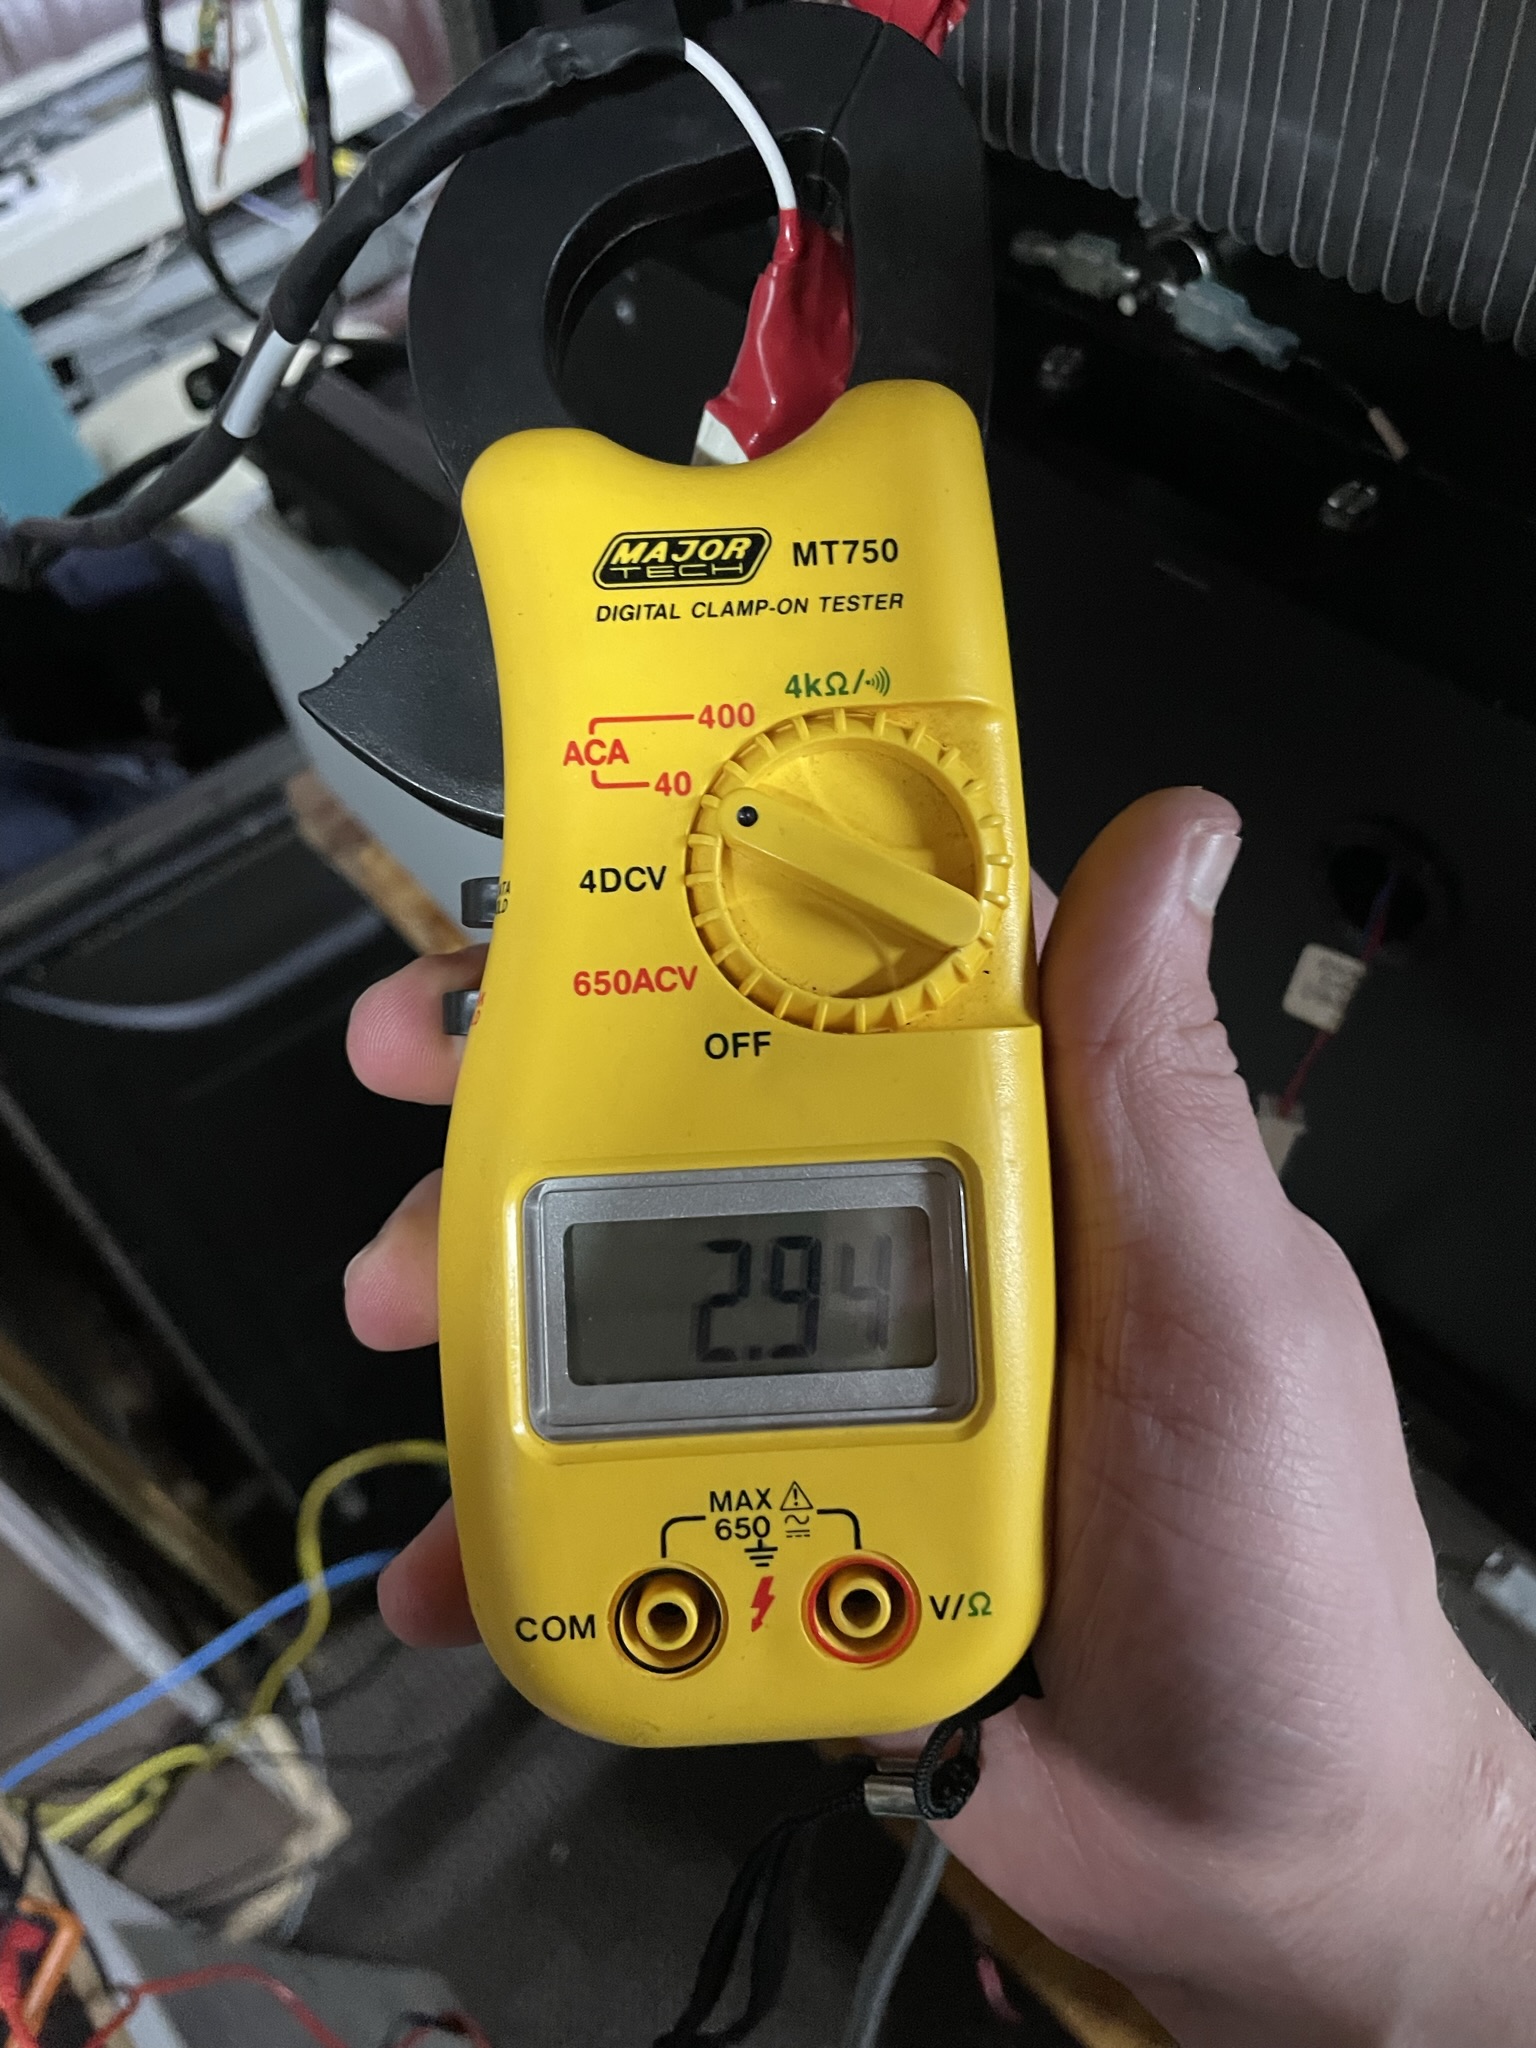 MAJOR
TECH
MT750
DIGITAL CLAMP-ON TESTER
4kΩ/
400
ACA
40
4DCV
650ACV
OFF
2.94
MAX ⚠
650
COM
V/Ω